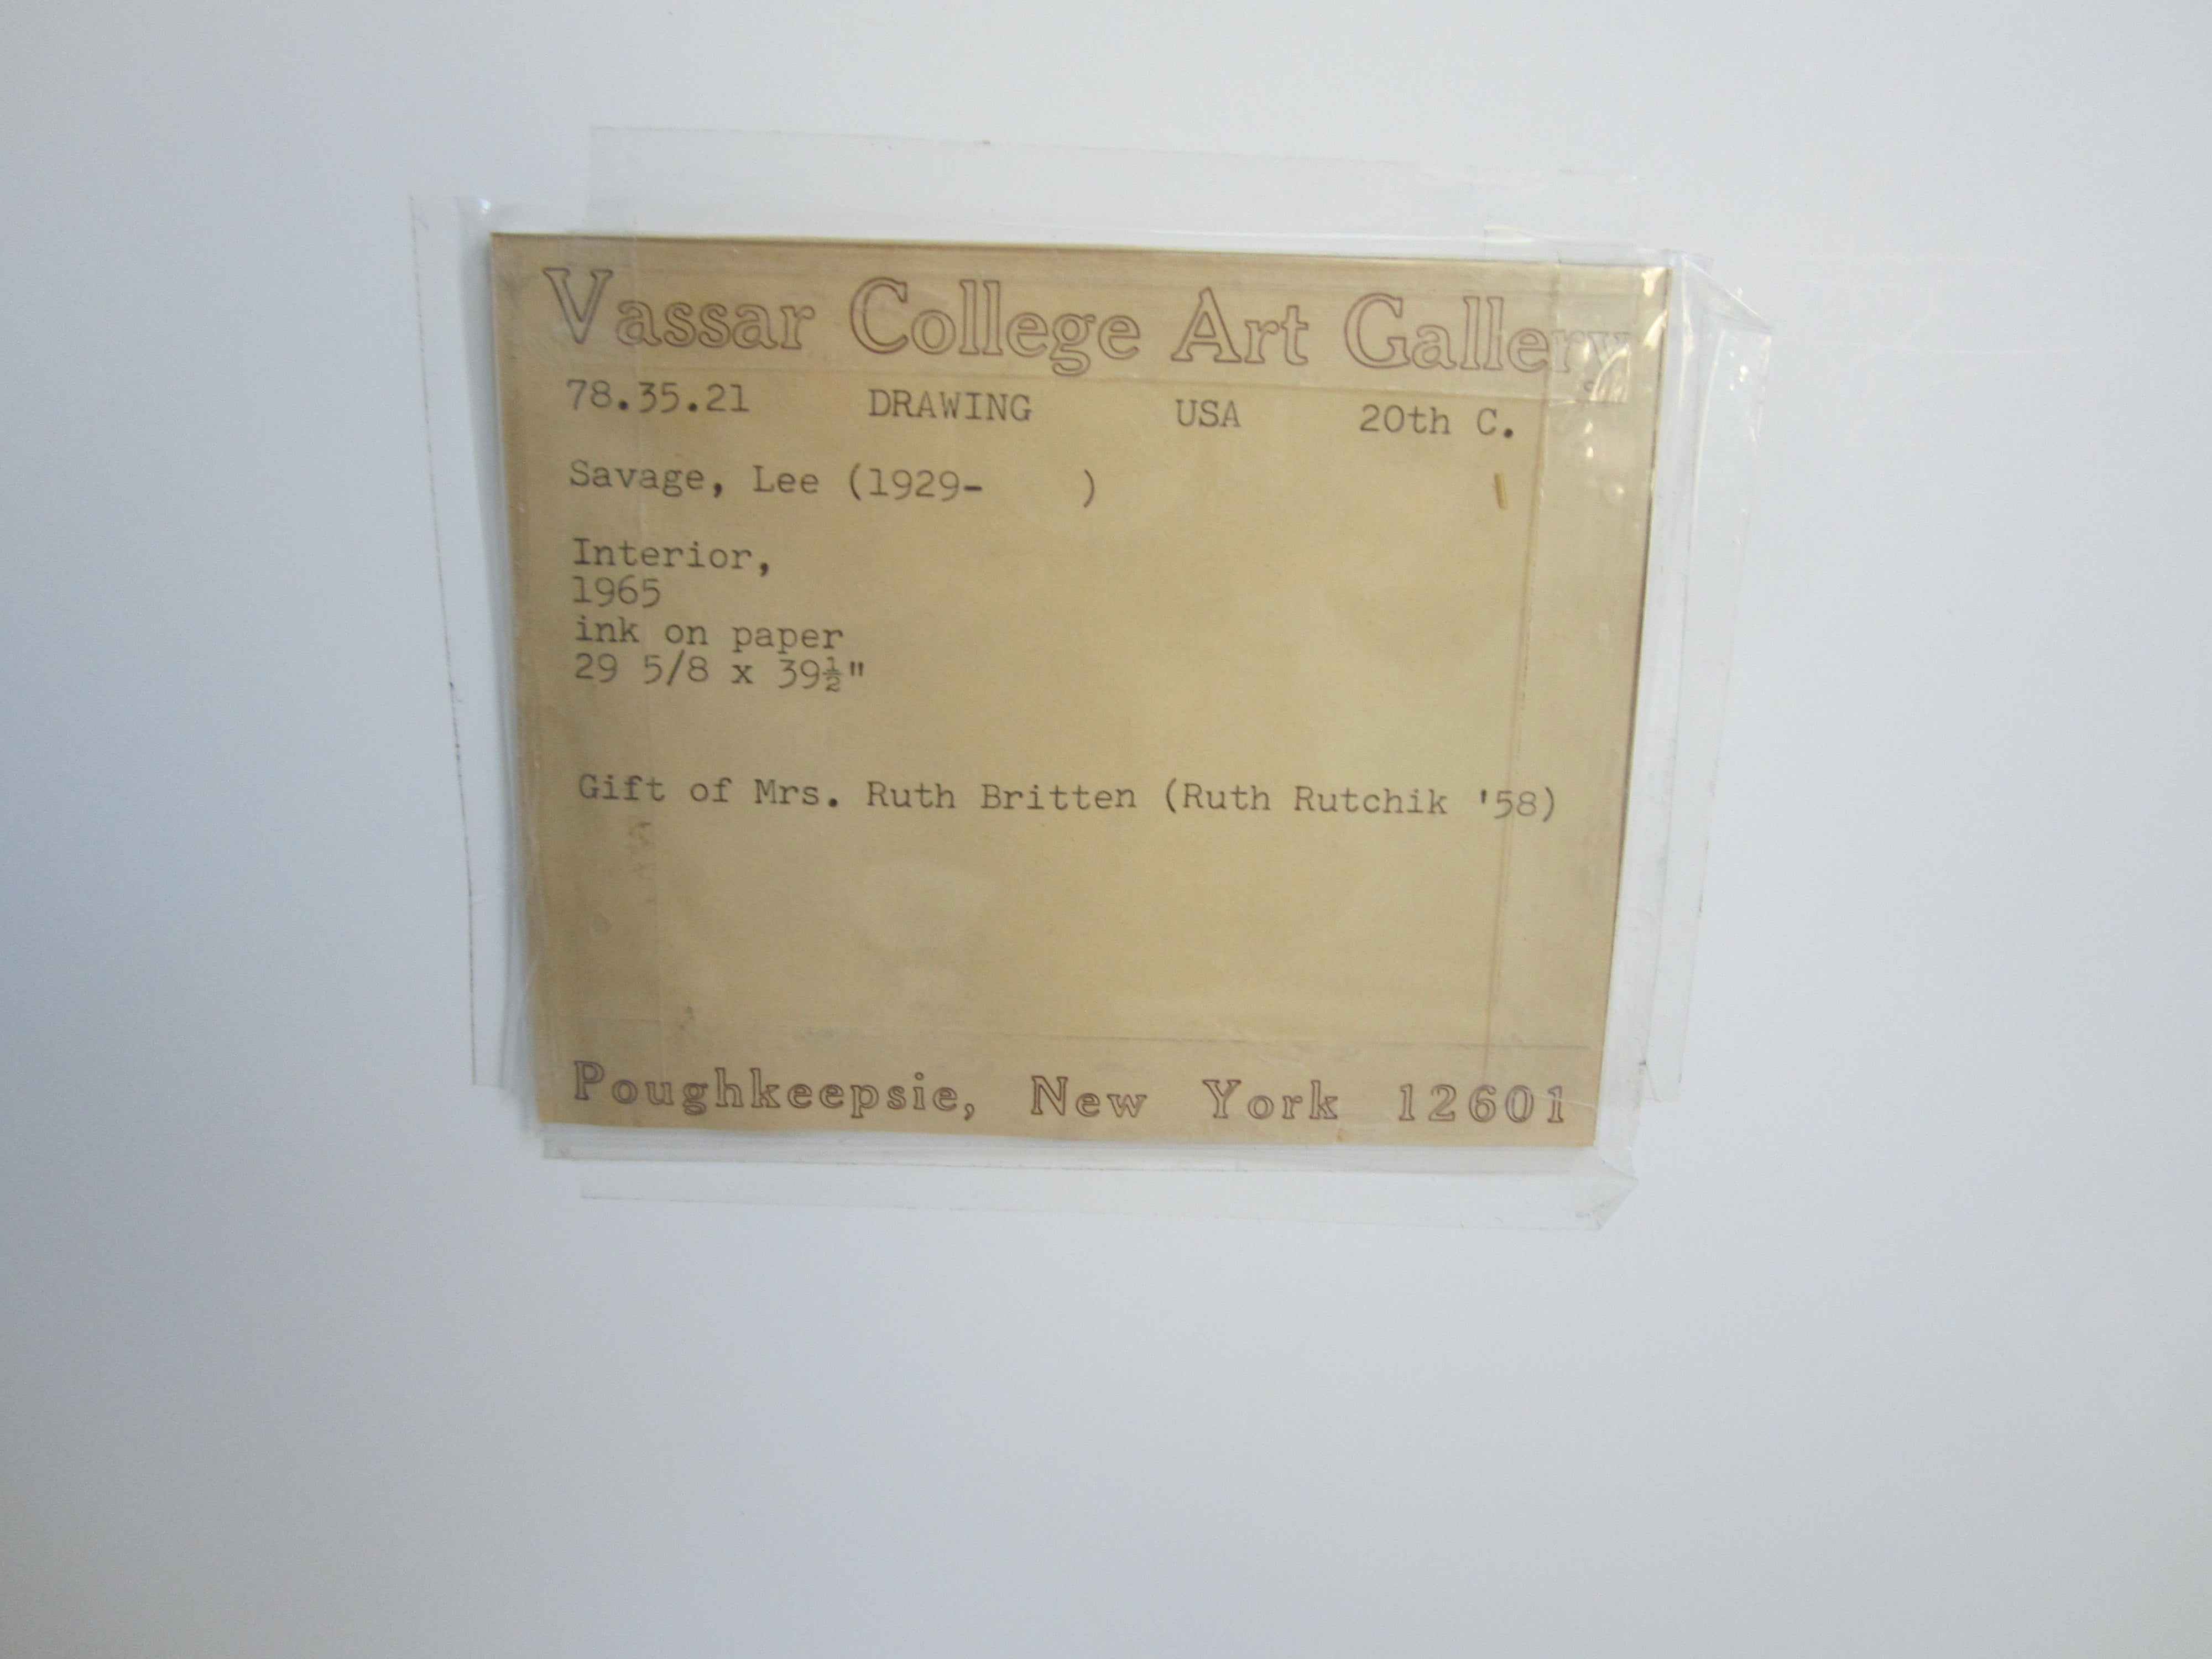 Vassar College Art Gallery
78.35.21 DRAWING USA 20th C.
Savage, Lee (1929- )
Interior,
1965
ink on paper
29 5/8 x 39½"
Gift of Mrs. Ruth Britten (Ruth Rutchik '58)
Poughkeepsie, New York 12601